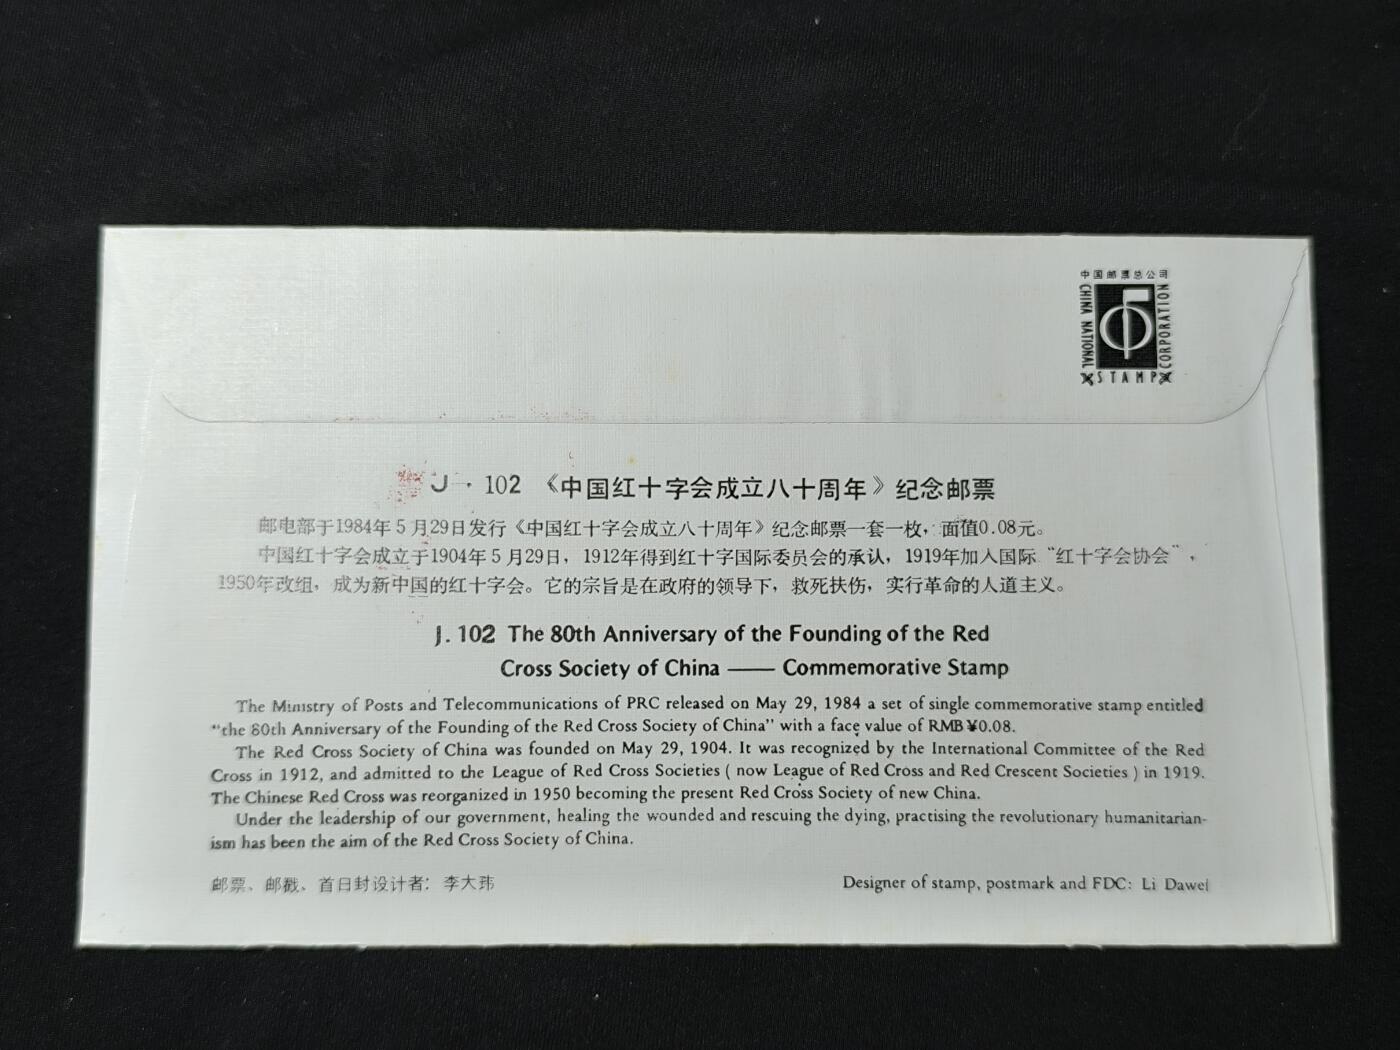 中国邮票总公司
CHINA NATIONAL
CORPORATION
STAMP
J·102 《中国红十字会成立八十周年》纪念邮票
邮电部于1984年5月29日发行《中国红十字会成立八十周年》纪念邮票一套一枚，面值0.08元。
中国红十字会成立于1904年5月29日，1912年得到红十字国际委员会的承认，1919年加入国际“红十字会协会”，
1950年改组，成为新中国的红十字会。它的宗旨是在政府的领导下，救死扶伤，实行革命的人道主义。
J. 102 The 80th Anniversary of the Founding of the Red
Cross Society of China —— Commemorative Stamp
The Ministry of Posts and Telecommunications of PRC released on May 29, 1984 a set of single commemorative stamp entitled
"the 80th Anniversary of the Founding of the Red Cross Society of China" with a face value of RMB¥0.08.
The Red Cross Society of China was founded on May 29, 1904. It was recognized by the International Committee of the Red
Cross in 1912, and admitted to the League of Red Cross Societies ( now League of Red Cross and Red Crescent Societies ) in 1919.
The Chinese Red Cross was reorganized in 1950 becoming the present Red Cross Society of new China.
Under the leadership of our government, healing the wounded and rescuing the dying, practising the revolutionary humanitarian-
ism has been the aim of the Red Cross Society of China.
邮票、邮戳、首日封设计者：李大玮
Designer of stamp, postmark and FDC: Li Dawei